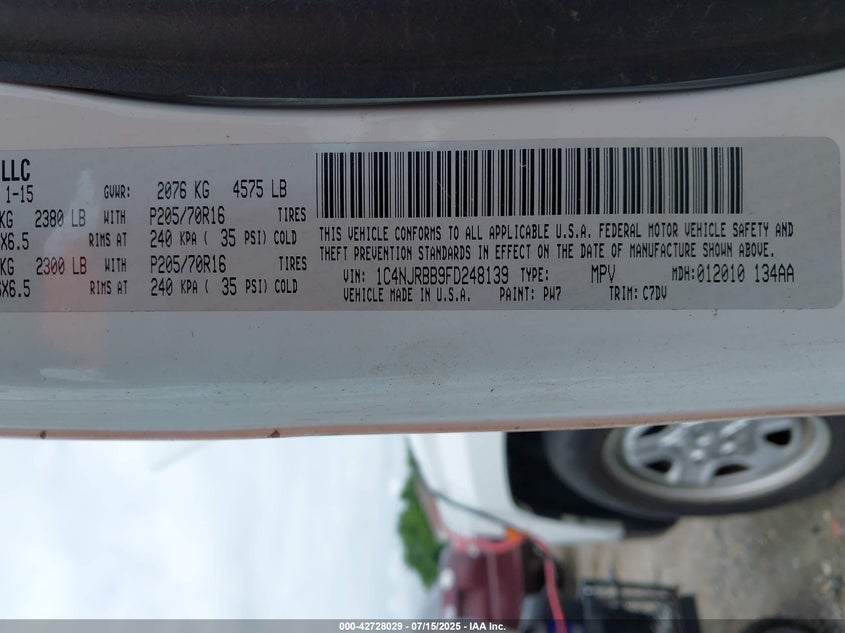 LLC
1-15 GVWR: 2076 KG 4575 LB
KG 2380 LB WITH P205/70R16 TIRES
X6.5 RIMS AT 240 KPA ( 35 PSI) COLD
KG 2300 LB WITH P205/70R16 TIRES
X6.5 RIMS AT 240 KPA ( 35 PSI) COLD
THIS VEHICLE CONFORMS TO ALL APPLICABLE U.S.A. FEDERAL MOTOR VEHICLE SAFETY AND
THEFT PREVENTION STANDARDS IN EFFECT ON THE DATE OF MANUFACTURE SHOWN ABOVE.
VIN: 1C4NJRBB9FD248139 TYPE: MPV MDH:012010 134AA
VEHICLE MADE IN U.S.A. PAINT: PW7 TRIM: C7DV
000-42728029 - 07/15/2025 - IAA Inc.